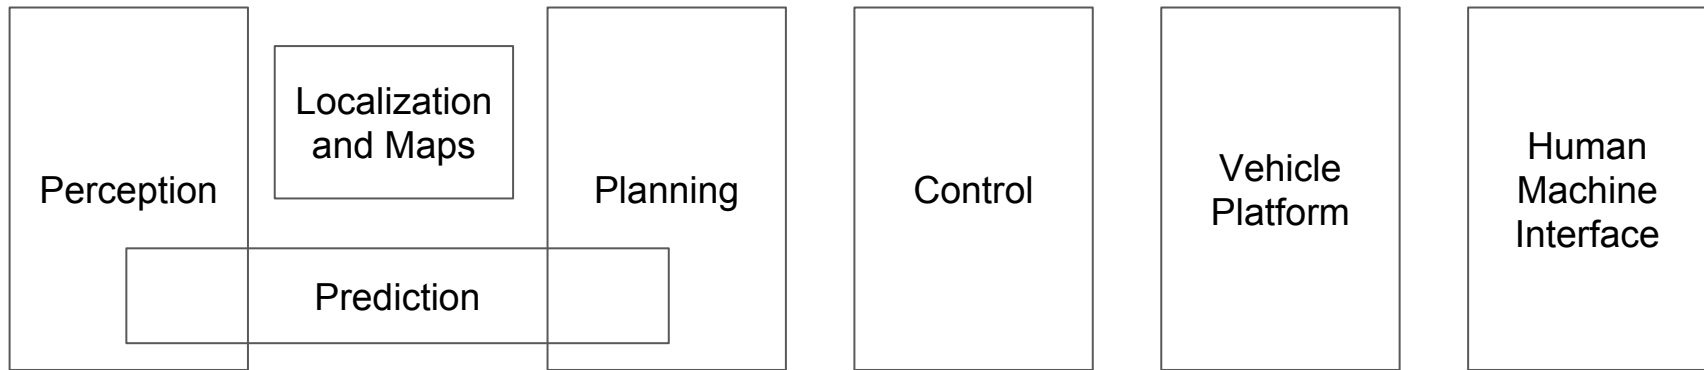 Perception
Localization
and Maps
Prediction
Planning
Control
Vehicle
Platform
Human
Machine
Interface